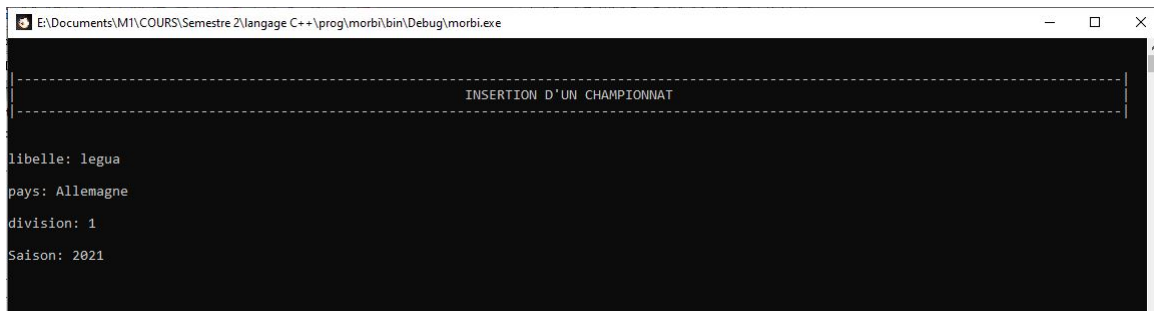 E:\Documents\M1\COURS\Semestre 2\langage C++\prog\morbi\bin\Debug\morbi.exe
INSERTION D'UN CHAMPIONNAT
libelle: legua
pays: Allemagne
division: 1
Saison: 2021